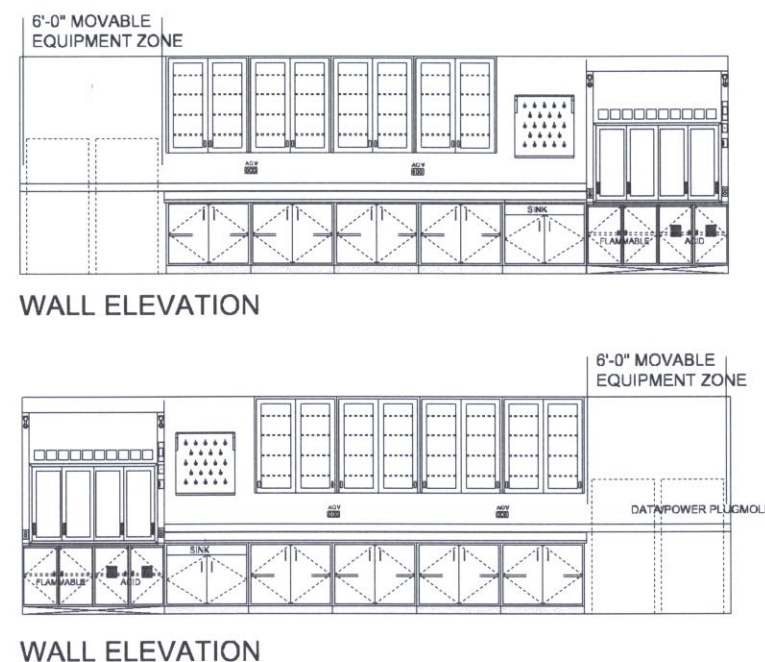 6'-0" MOVABLE
EQUIPMENT ZONE
AGV
AGV
SINK
FLAMMABLE
ACID
WALL ELEVATION
6'-0" MOVABLE
EQUIPMENT ZONE
AGV
AGV
DATA/POWER PLUGMOL
SINK
FLAMMABLE
ACID
WALL ELEVATION